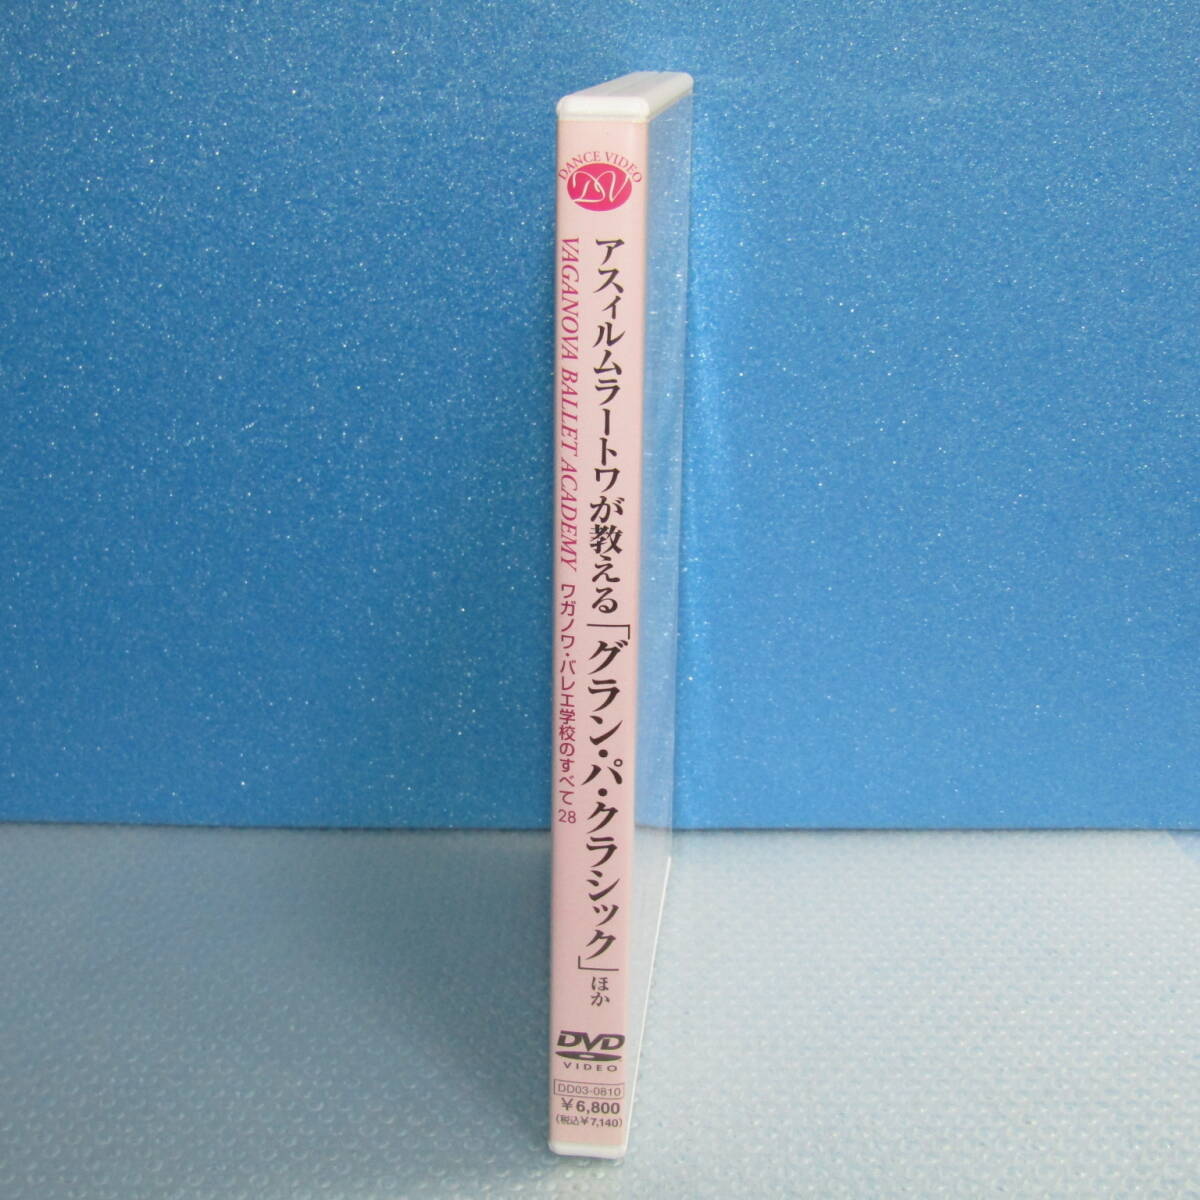 DANCE VIDEO
DV
アスィルムラートワが教える「グラン・パ・クラシック」ほか
VAGANOVA BALLET ACADEMY ワガノワ・バレエ学校のすべて 28
DVD
VIDEO
DD03-0810
¥6,800
(税込¥7,140)